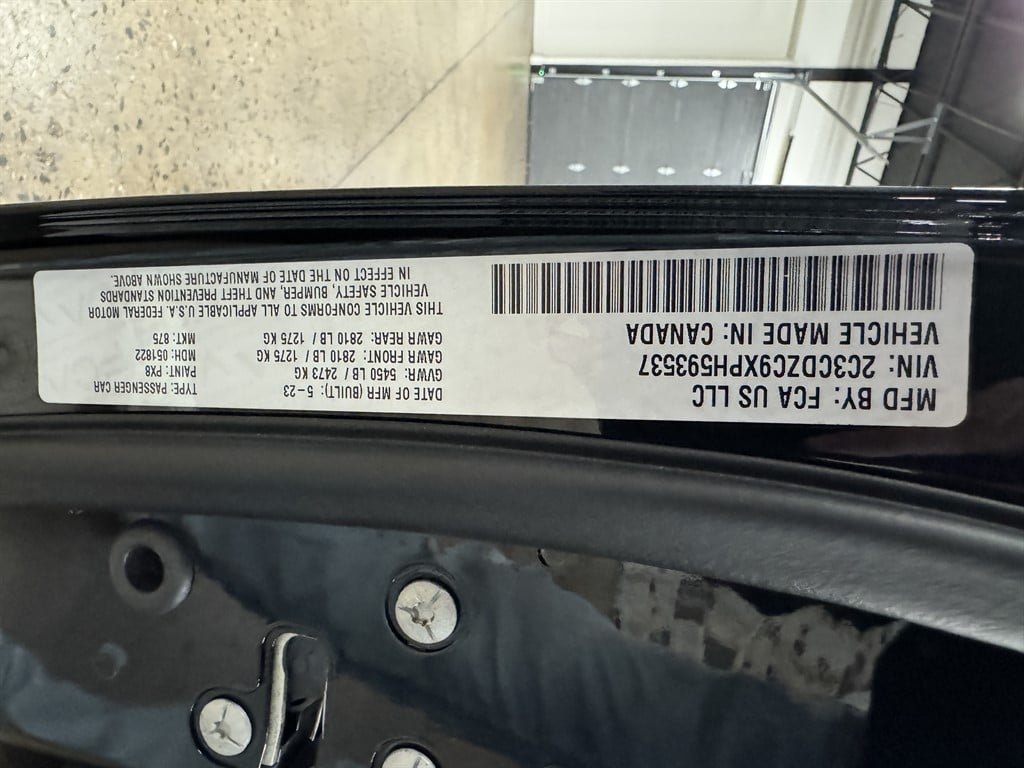 MFD BY: FCA US LLC
VIN: 2C3CDZC9XPH593537
VEHICLE MADE IN: CANADA
DATE OF MFR (BUILT): 5-23
GVWR: 5450 LB / 2473 KG
GAWR FRONT: 2810 LB / 1275 KG
GAWR REAR: 2810 LB / 1275 KG
TYPE: PASSENGER CAR
PAINT: PX8
MDH: 051822
MKT: 875
THIS VEHICLE CONFORMS TO ALL APPLICABLE U.S.A. FEDERAL MOTOR
VEHICLE SAFETY, BUMPER, AND THEFT PREVENTION STANDARDS
IN EFFECT ON THE DATE OF MANUFACTURE SHOWN ABOVE.